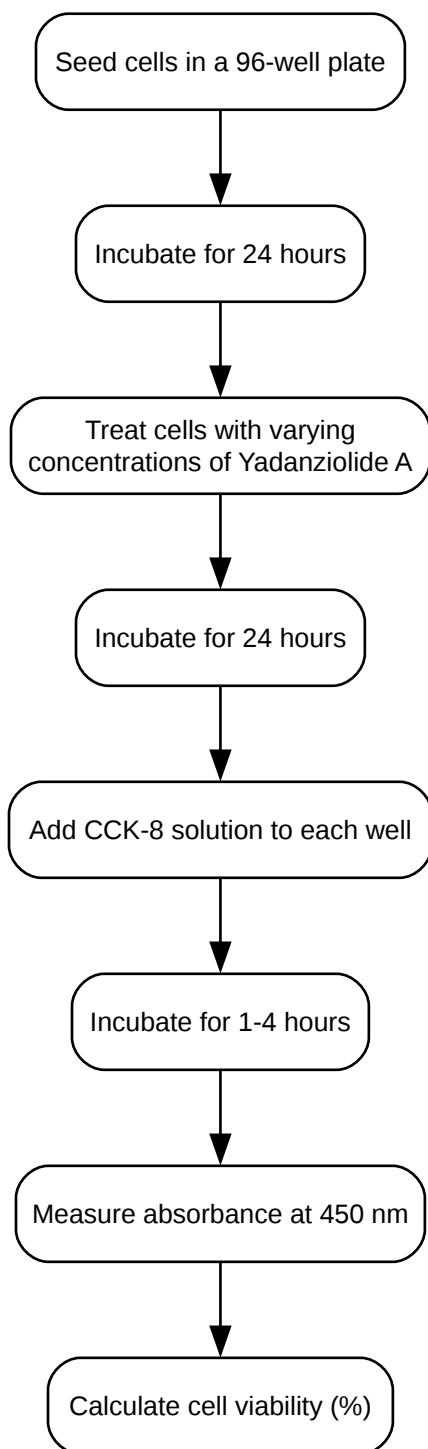 Seed cells in a 96-well plate
Incubate for 24 hours
Treat cells with varying
concentrations of Yadanziolide A
Incubate for 24 hours
Add CCK-8 solution to each well
Incubate for 1-4 hours
Measure absorbance at 450 nm
Calculate cell viability (%)